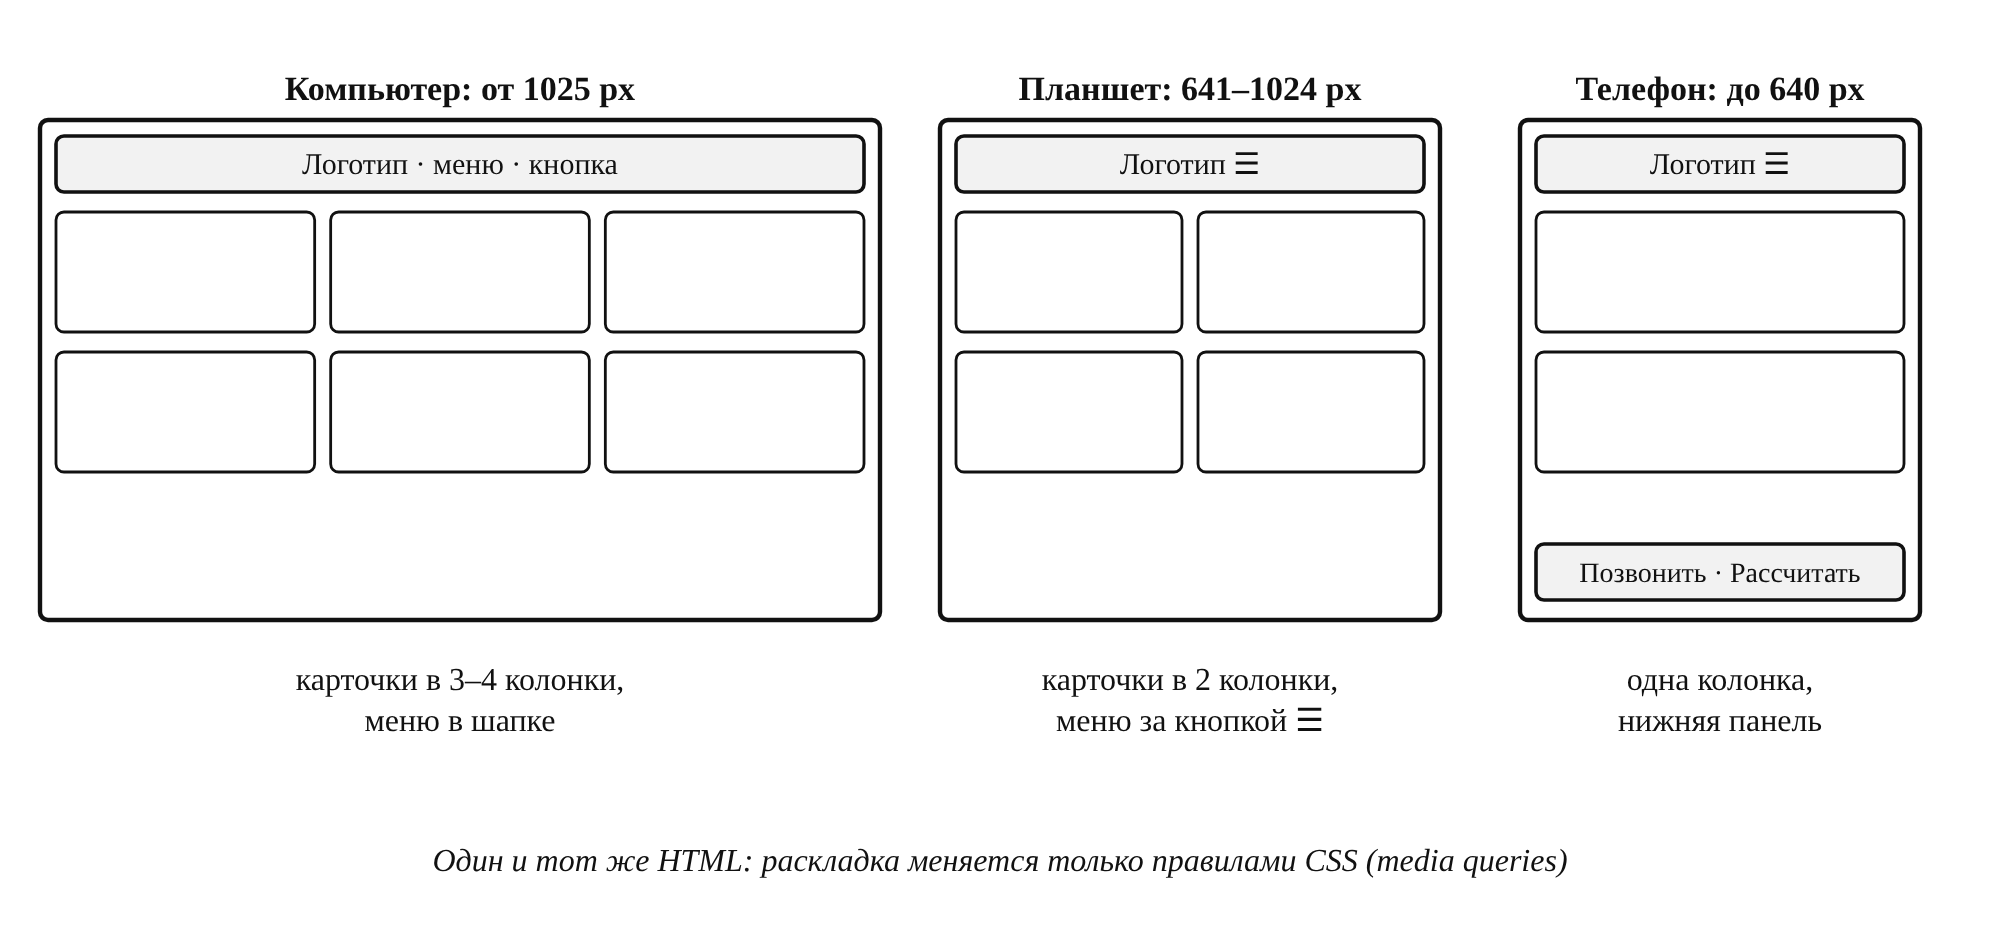 Компьютер: от 1025 px
Планшет: 641–1024 px
Телефон: до 640 px
Логотип · меню · кнопка
Логотип ☰
Логотип ☰
Позвонить · Рассчитать
карточки в 3–4 колонки,
меню в шапке
карточки в 2 колонки,
меню за кнопкой ☰
одна колонка,
нижняя панель
Один и тот же HTML: раскладка меняется только правилами CSS (media queries)